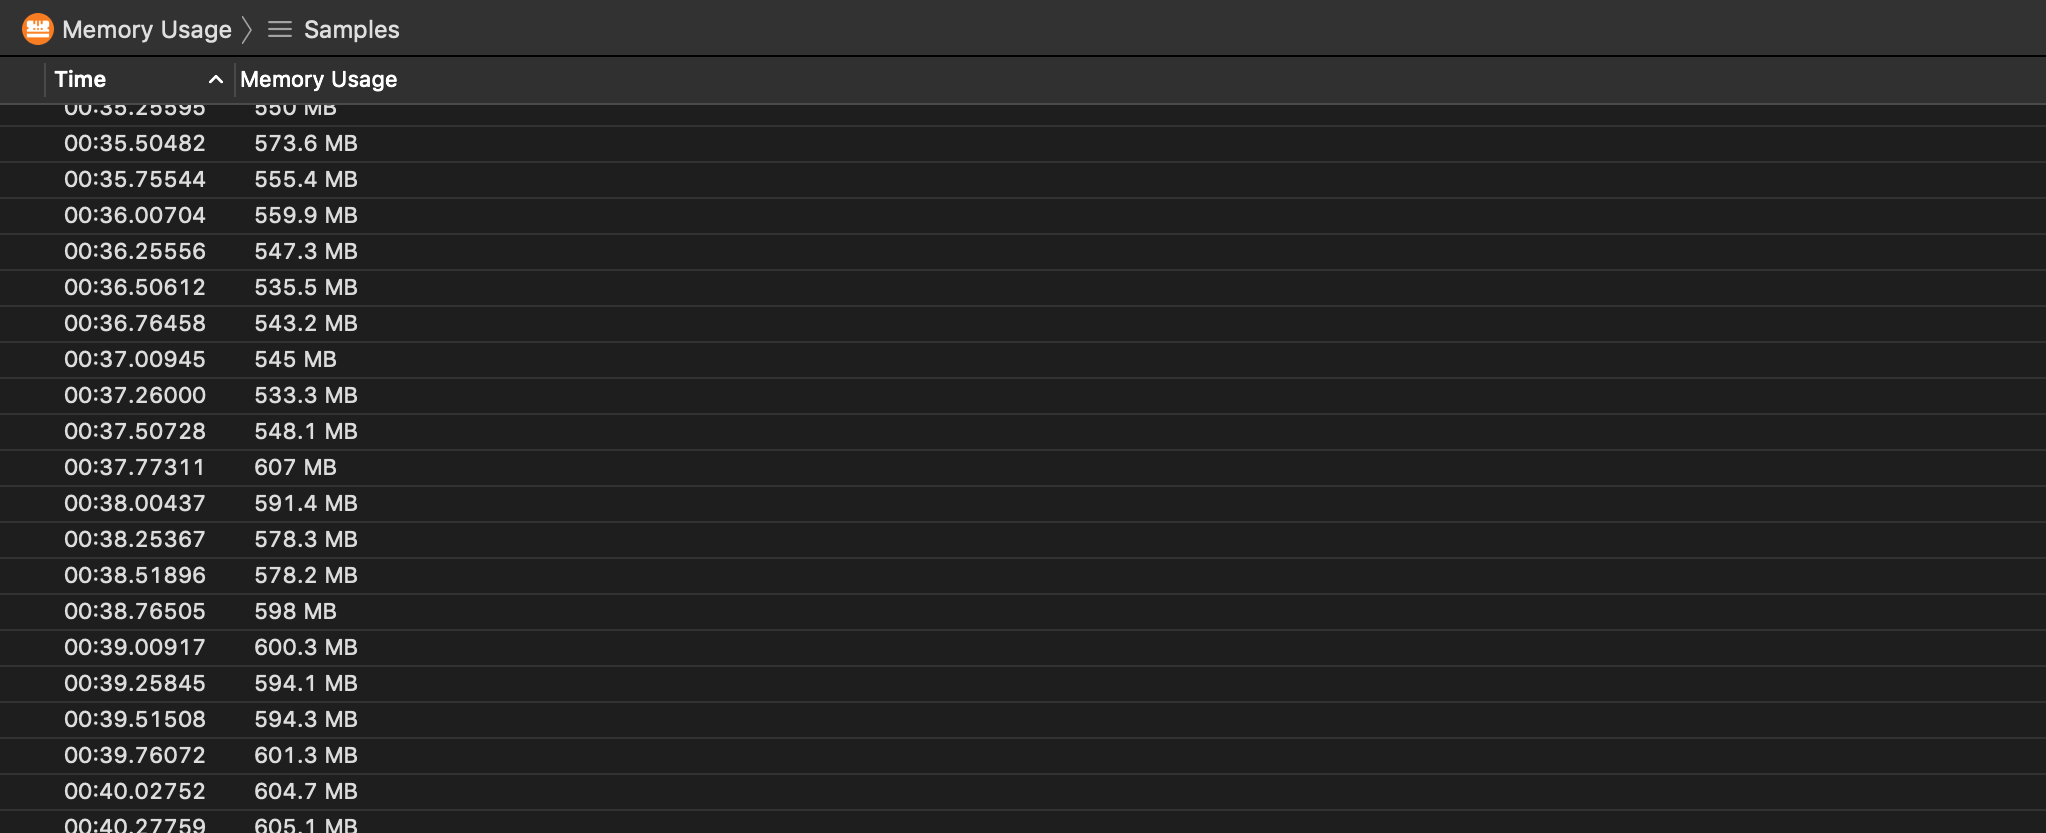 Memory Usage Samples
Time Memory Usage
00:35.25595 550 MB
00:35.50482 573.6 MB
00:35.75544 555.4 MB
00:36.00704 559.9 MB
00:36.25556 547.3 MB
00:36.50612 535.5 MB
00:36.76458 543.2 MB
00:37.00945 545 MB
00:37.26000 533.3 MB
00:37.50728 548.1 MB
00:37.77311 607 MB
00:38.00437 591.4 MB
00:38.25367 578.3 MB
00:38.51896 578.2 MB
00:38.76505 598 MB
00:39.00917 600.3 MB
00:39.25845 594.1 MB
00:39.51508 594.3 MB
00:39.76072 601.3 MB
00:40.02752 604.7 MB
00:40.27759 605.1 MB